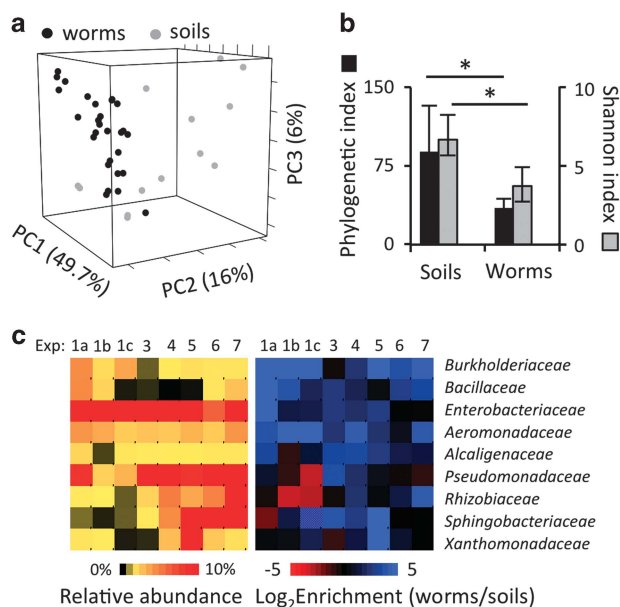 a
worms
soils
PC1 (49.7%)
PC2 (16%)
PC3 (6%)
b
*
*
Phylogenetic index
150
75
0
10
5
0
Shannon index
Soils Worms
c
Exp: 1a 1b 1c 3 4 5 6 7 1a 1b 1c 3 4 5 6 7
Burkholderiaceae
Bacillaceae
Enterobacteriaceae
Aeromonadaceae
Alcaligenaceae
Pseudomonadaceae
Rhizobiaceae
Sphingobacteriaceae
Xanthomonadaceae
0% 10% -5 5
Relative abundance Log2Enrichment (worms/soils)